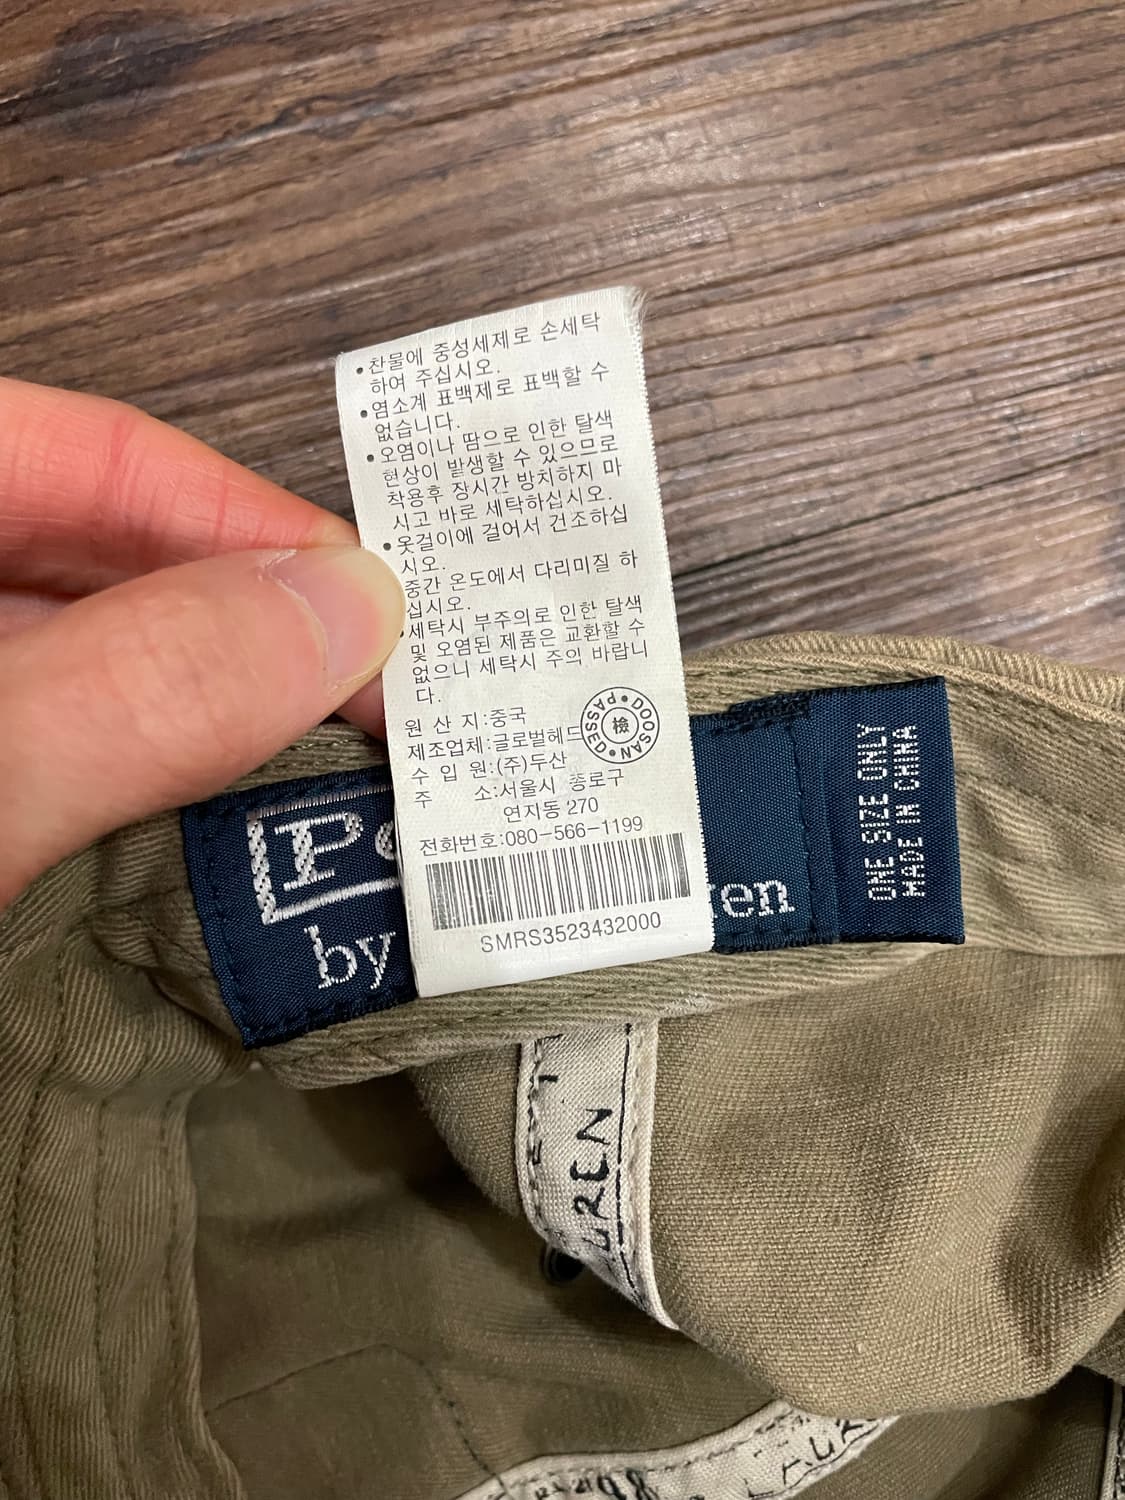 • 찬물에 중성세제로 손세탁
하여 주십시오.
• 염소계 표백제로 표백할 수
없습니다.
• 오염이나 땀으로 인한 탈색
현상이 발생할 수 있으므로
착용후 장시간 방치하지 마
시고 바로 세탁하십시오.
• 옷걸이에 걸어서 건조하십
시오.
중간 온도에서 다리미질 하
십시오.
• 세탁시 부주의로 인한 탈색
및 오염된 제품은 교환할 수
없으니 세탁시 주의 바랍니
다.
원 산 지:중국
제조업체:글로벌헤드
수 입 원:(주)두산
주 소:서울시 종로구
연지동 270
전화번호:080-566-1199
SMRS3523432000
DOOSAN • PASSED •
檢
P
by
en
ONE SIZE ONLY
MADE IN CHINA
UREN